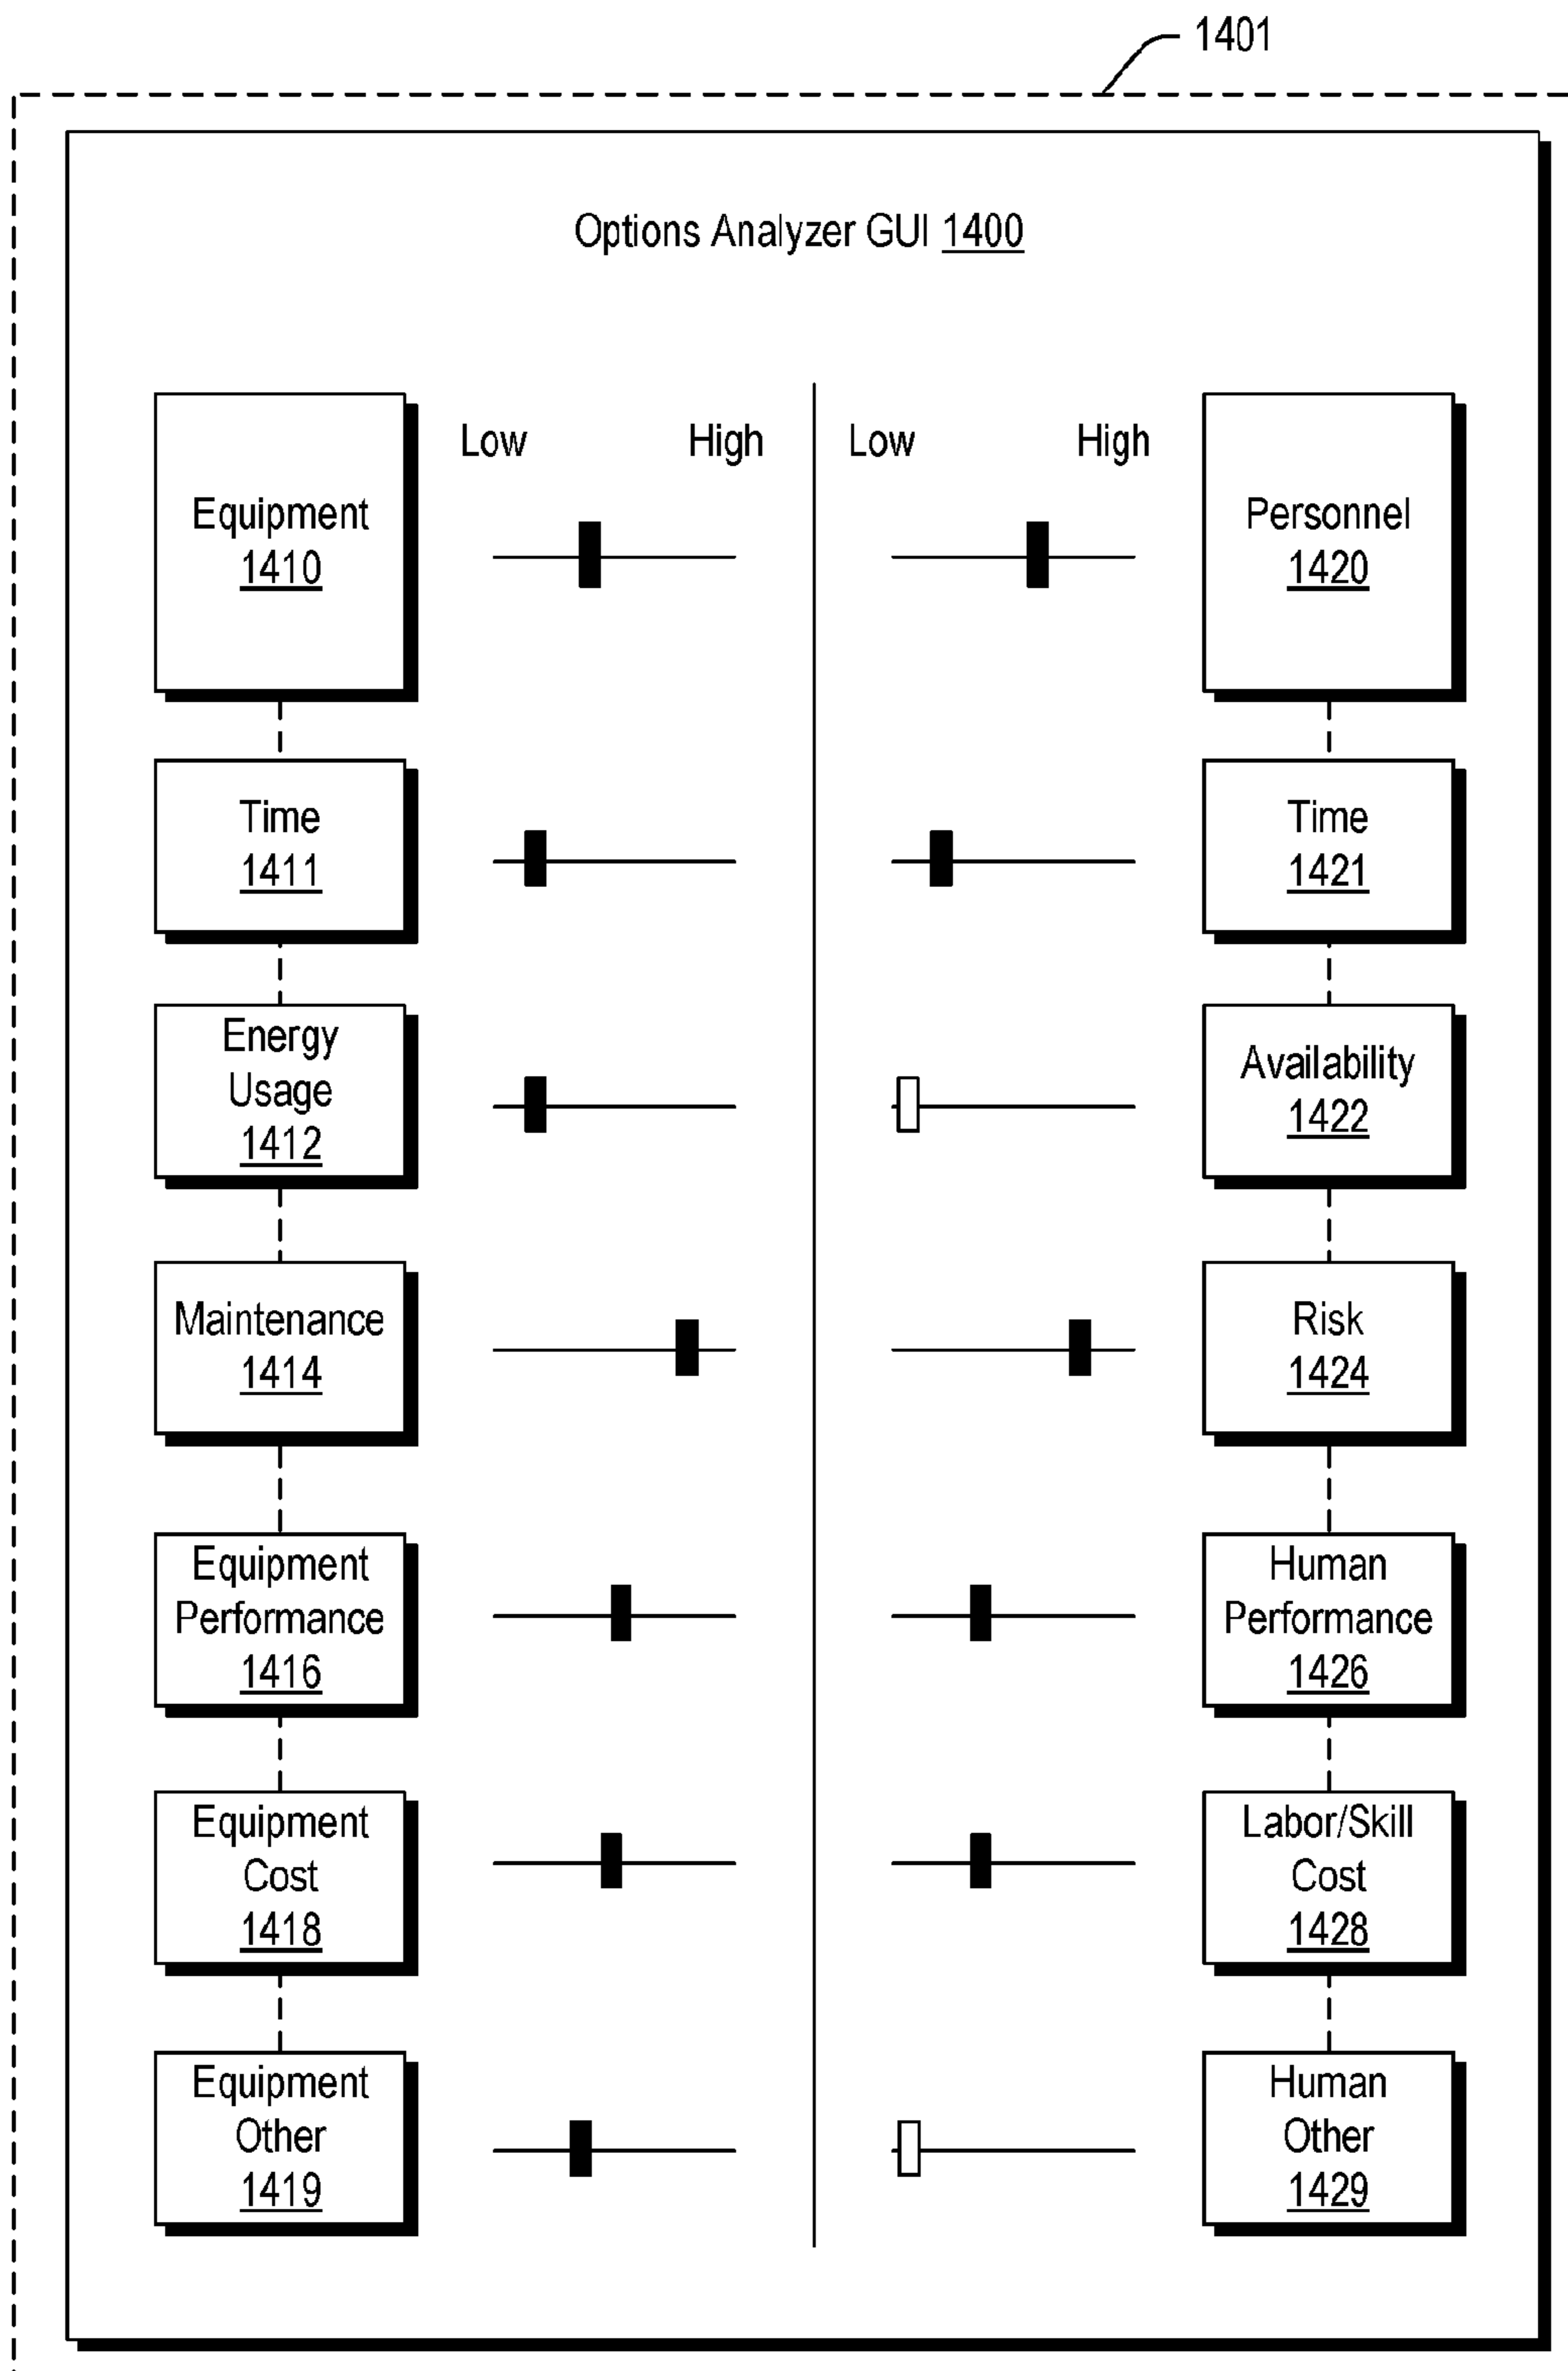 1401
Options Analyzer GUI 1400
Low High Low High
Equipment
1410
Personnel
1420
Time
1411
Time
1421
Energy
Usage
1412
Availability
1422
Maintenance
1414
Risk
1424
Equipment
Performance
1416
Human
Performance
1426
Equipment
Cost
1418
Labor/Skill
Cost
1428
Equipment
Other
1419
Human
Other
1429